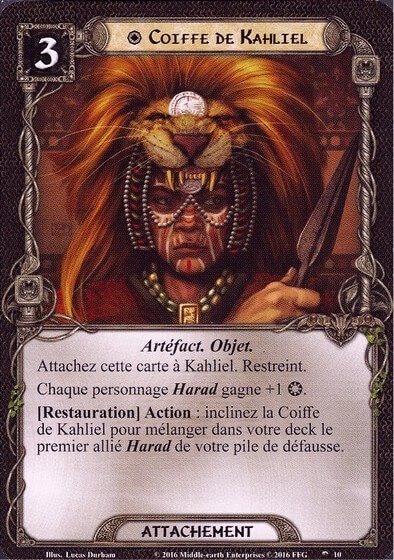 3
COIFFE DE KAHLIEL
Artéfact. Objet.
Attachez cette carte à Kahliel. Restreint.
Chaque personnage Harad gagne +1
[Restauration] Action : inclinez la Coiffe
de Kahliel pour mélanger dans votre deck le
premier allié Harad de votre pile de défausse.
ATTACHEMENT
Illus. Lucas Durham © 2016 Middle-earth Enterprises © 2016 FFG 10